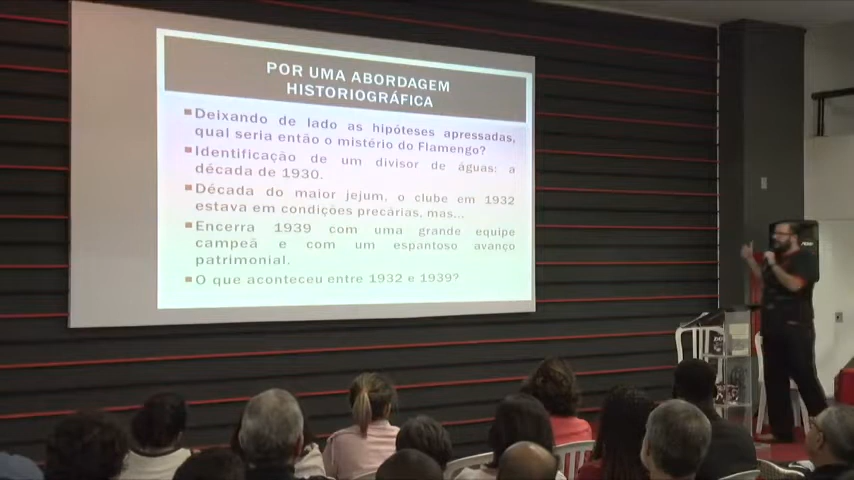 POR UMA ABORDAGEM
HISTORIOGRÁFICA
Deixando de lado as hipóteses apressadas,
qual seria então o mistério do Flamengo?
Identificação de um divisor de águas: a
década de 1930.
Década do maior jejum, o clube em 1932
estava em condições precárias, mas...
Encerra 1939 com uma grande equipe
campeã e com um espantoso avanço
patrimonial.
O que aconteceu entre 1932 e 1939?